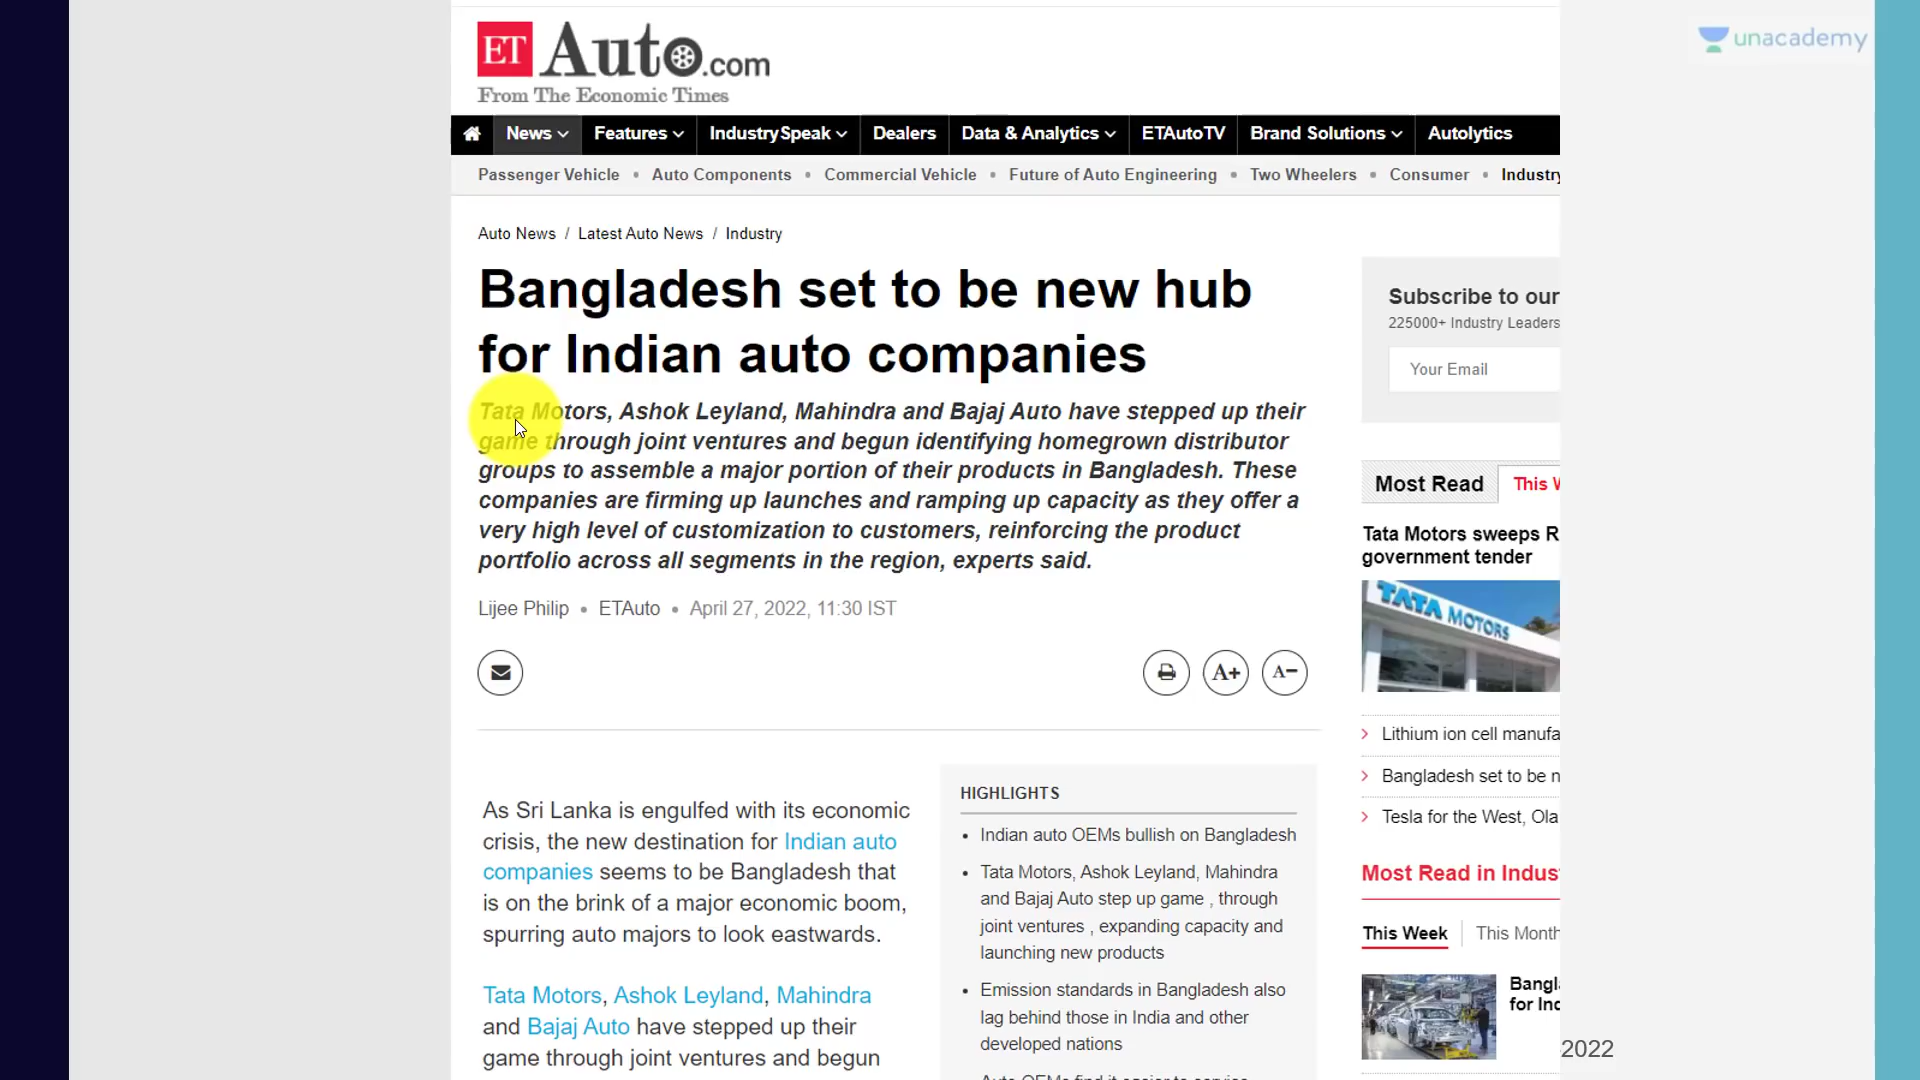 unacademy
ET Auto.com
From The Economic Times
News
Features
IndustrySpeak
Dealers
Data & Analytics
ETAutoTV
Brand Solutions
Autolytics
Passenger Vehicle • Auto Components • Commercial Vehicle • Future of Auto Engineering • Two Wheelers • Consumer • Industry
Auto News / Latest Auto News / Industry
Bangladesh set to be new hub
for Indian auto companies
Tata Motors, Ashok Leyland, Mahindra and Bajaj Auto have stepped up their
game through joint ventures and begun identifying homegrown distributor
groups to assemble a major portion of their products in Bangladesh. These
companies are firming up launches and ramping up capacity as they offer a
very high level of customization to customers, reinforcing the product
portfolio across all segments in the region, experts said.
Lijee Philip • ETAuto • April 27, 2022, 11:30 IST
A+
A-
As Sri Lanka is engulfed with its economic
crisis, the new destination for Indian auto
companies seems to be Bangladesh that
is on the brink of a major economic boom,
spurring auto majors to look eastwards.
Tata Motors, Ashok Leyland, Mahindra
and Bajaj Auto have stepped up their
game through joint ventures and begun
HIGHLIGHTS
• Indian auto OEMs bullish on Bangladesh
• Tata Motors, Ashok Leyland, Mahindra
and Bajaj Auto step up game , through
joint ventures , expanding capacity and
launching new products
• Emission standards in Bangladesh also
lag behind those in India and other
developed nations
Subscribe to our
225000+ Industry Leaders
Your Email
Most Read
This
Tata Motors sweeps
government tender
TATA MOTORS
Lithium ion cell
Bangladesh set to be
Tesla for the West, Ola
Most Read in
This Week
This Month
for
2022